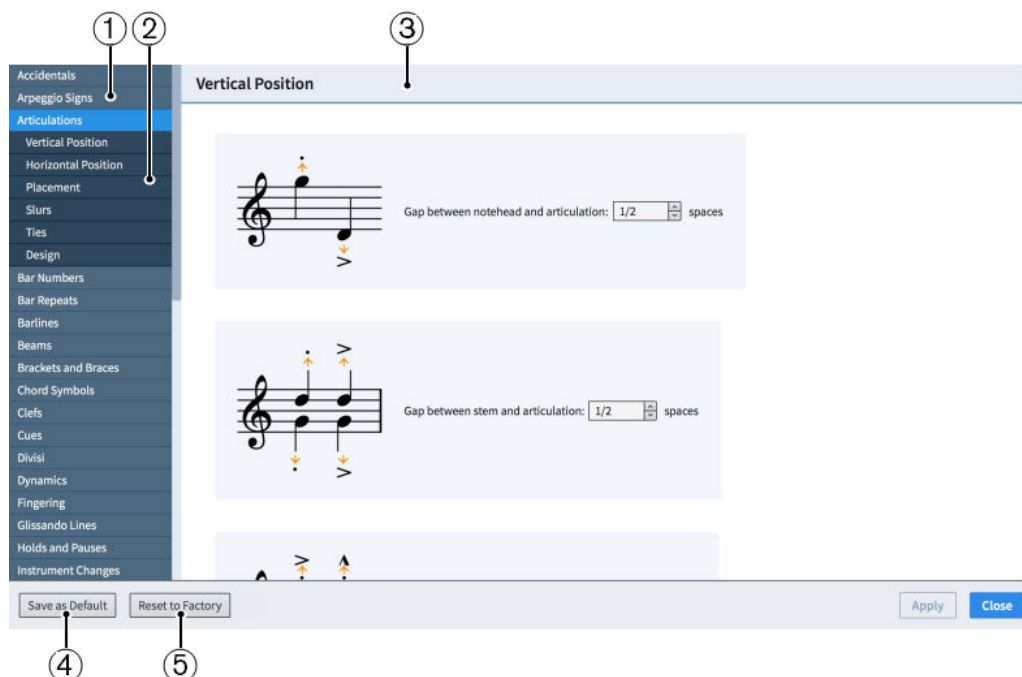 1 2 3
Accidentals
Arpeggio Signs
Articulations
Vertical Position
Horizontal Position
Placement
Slurs
Ties
Design
Bar Numbers
Bar Repeats
Barlines
Beams
Brackets and Braces
Chord Symbols
Clefs
Cues
Divisi
Dynamics
Fingering
Glissando Lines
Holds and Pauses
Instrument Changes
Vertical Position
Gap between notehead and articulation: 1/2 spaces
Gap between stem and articulation: 1/2 spaces
Save as Default Reset to Factory Apply Close
4 5